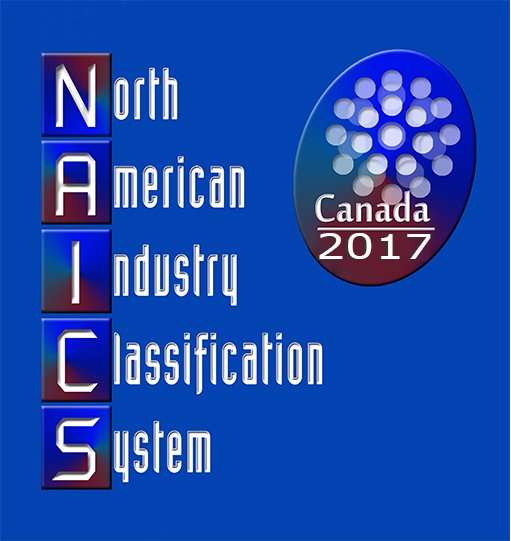 North
American
Industry
Classification
System
Canada
2017